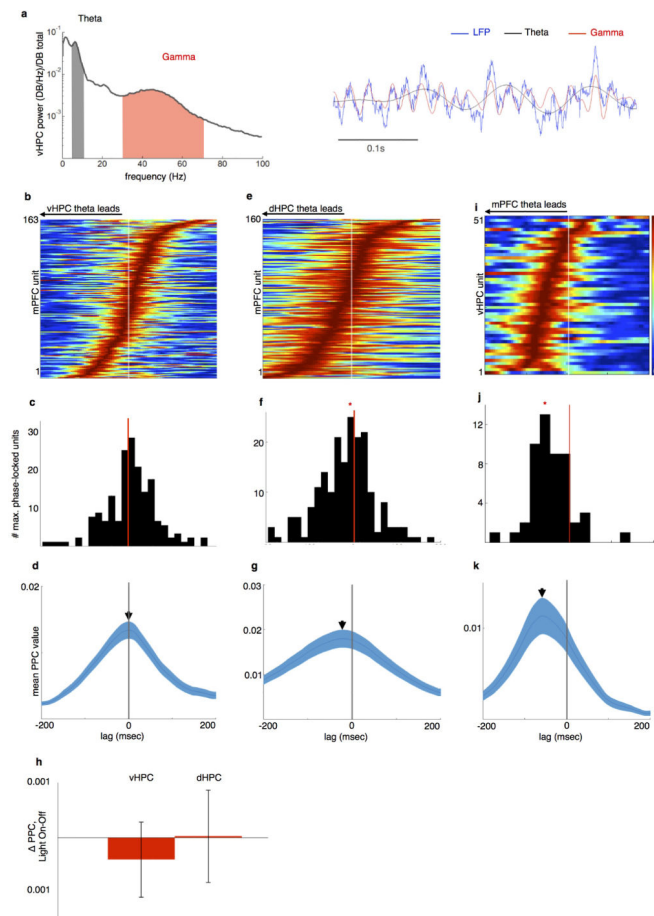 a
Theta
Gamma
vHPC power (DB/Hz)/DB total
10-1
10-2
10-3
0 20 40 60 80 100
frequency (Hz)
LFP Theta Gamma
0.1s
b
vHPC theta leads
163
mPFC unit
1
e
dHPC theta leads
160
mPFC unit
1
i
mPFC theta leads
51
vHPC unit
1
c
# max. phase-locked units
30
20
10
f
*
20
10
j
*
12
8
4
d
0.02
0.01
mean PPC value
-200 0 200
lag (msec)
g
0.03
0.02
0.01
-200 0 200
lag (msec)
k
0.01
-200 0 200
lag (msec)
h
vHPC dHPC
0.001
Δ PPC,
Light On-Off
0.001